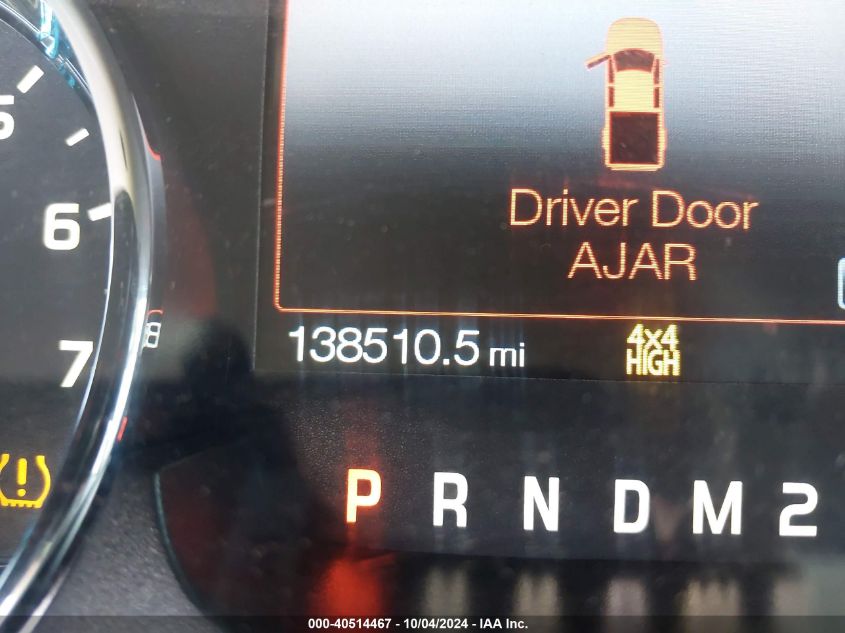 5
6
7
8
Driver Door
AJAR
138510.5 mi
4x4
HIGH
P R N D M 2
000-40514467 - 10/04/2024 - IAA Inc.